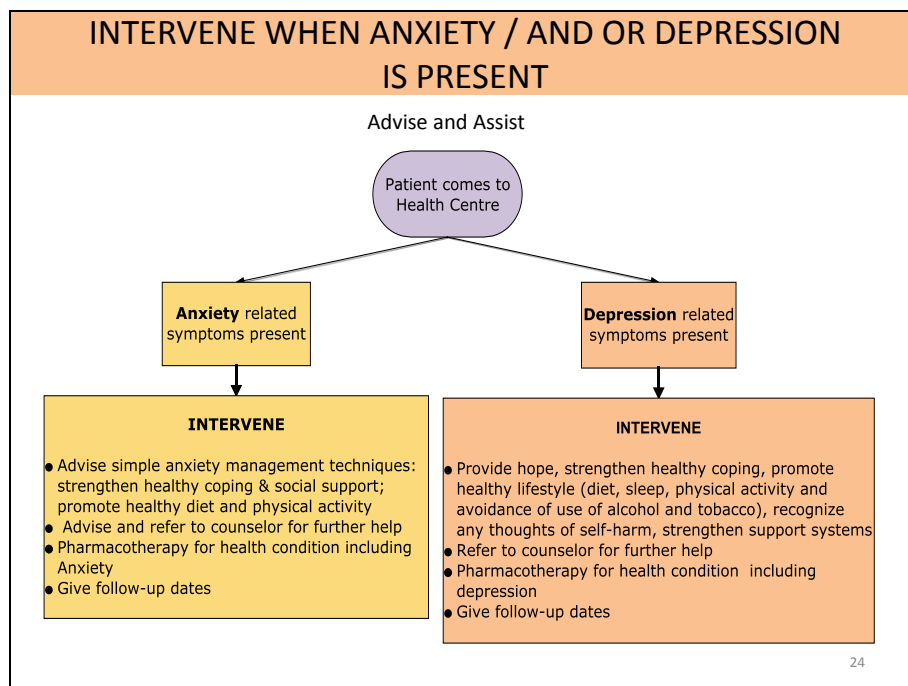 INTERVENE WHEN ANXIETY / AND OR DEPRESSION
IS PRESENT
Advise and Assist
Patient comes to
Health Centre
Anxiety related
symptoms present
Depression related
symptoms present
INTERVENE
● Advise simple anxiety management techniques:
strengthen healthy coping & social support;
promote healthy diet and physical activity
● Advise and refer to counselor for further help
● Pharmacotherapy for health condition including
Anxiety
● Give follow-up dates
INTERVENE
● Provide hope, strengthen healthy coping, promote
healthy lifestyle (diet, sleep, physical activity and
avoidance of use of alcohol and tobacco), recognize
any thoughts of self-harm, strengthen support systems
● Refer to counselor for further help
● Pharmacotherapy for health condition including
depression
● Give follow-up dates
24